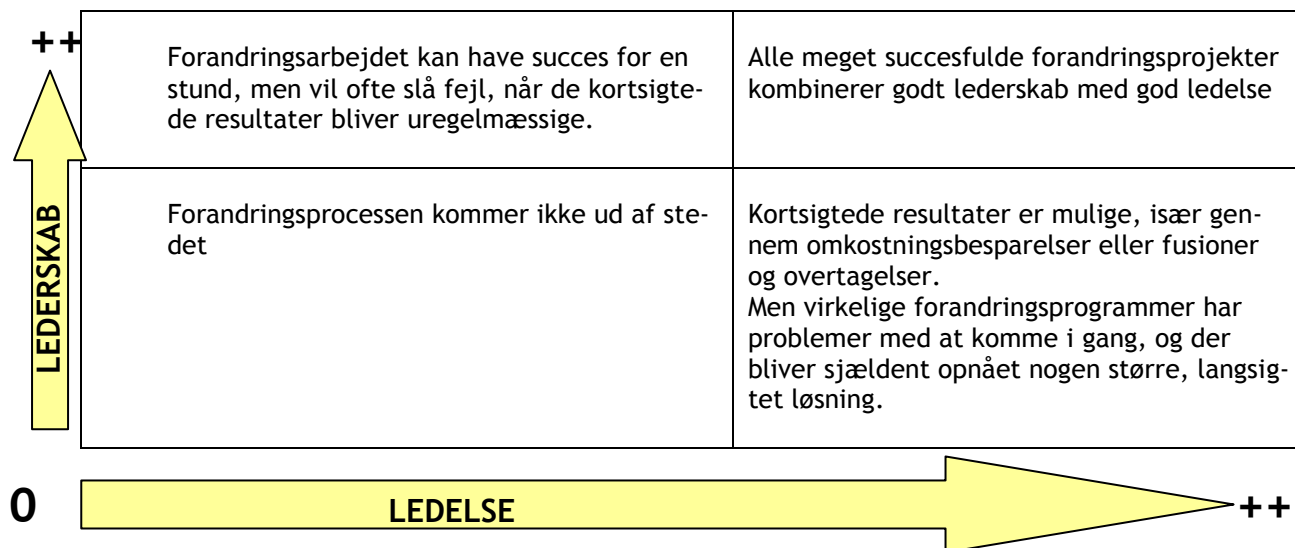 ++
Forandringsarbejdet kan have succes for en
stund, men vil ofte slå fejl, når de kortsigte-
de resultater bliver uregelmæssige.
Alle meget succesfulde forandringsprojekter
kombinerer godt lederskab med god ledelse
LEDERSKAB
Forandringsprocessen kommer ikke ud af ste-
det
Kortsigtede resultater er mulige, især gen-
nem omkostningsbesparelser eller fusioner
og overtagelser.
Men virkelige forandringsprogrammer har
problemer med at komme i gang, og der
bliver sjældent opnået nogen større, langsig-
tet løsning.
0
LEDELSE
++